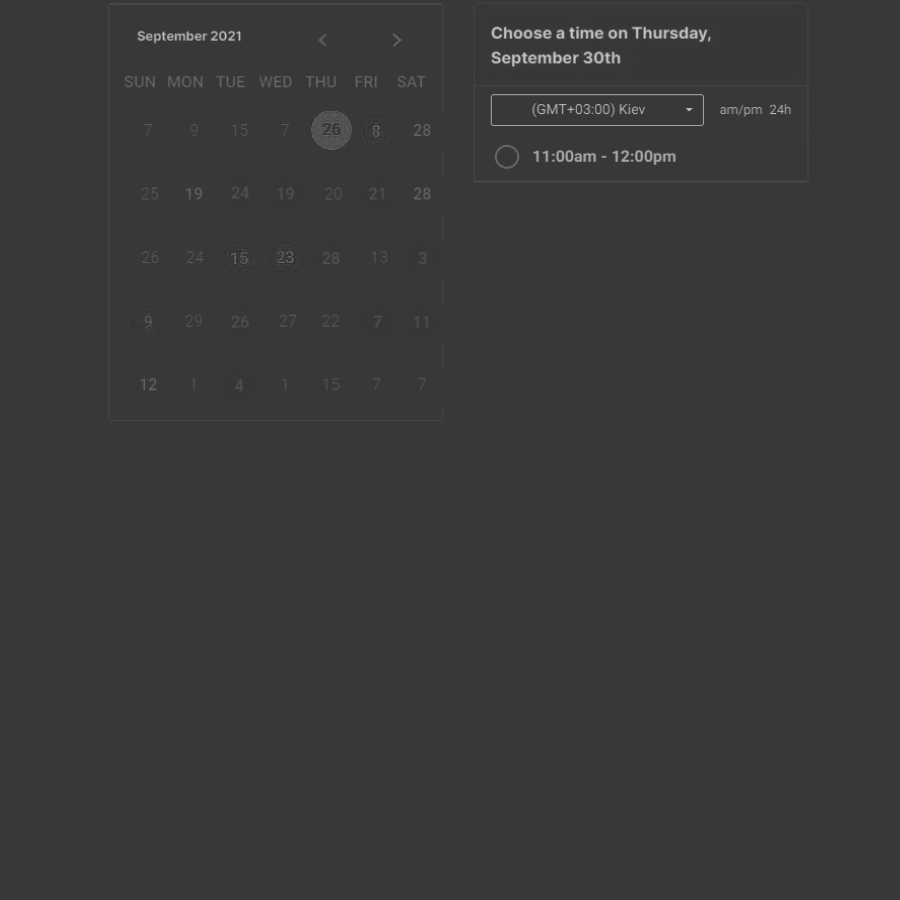 September 2021
SUN MON TUE WED THU FRI SAT
7 9 15 7 26 8 28
25 19 24 19 20 21 28
26 24 15 23 28 13 3
9 29 26 27 22 7 11
12 1 4 1 15 7 7
Choose a time on Thursday,
September 30th
(GMT+03:00) Kiev am/pm 24h
11:00am - 12:00pm